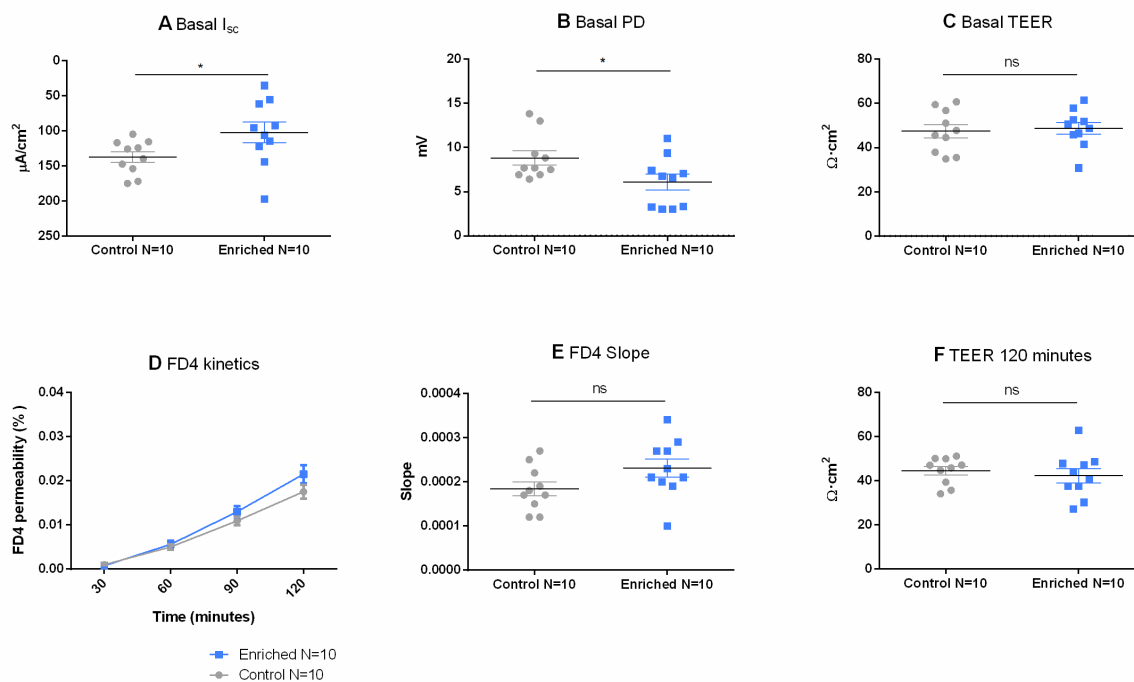 A Basal Isc
*
µA/cm2
0
50
100
150
200
250
Control N=10
Enriched N=10
B Basal PD
*
mV
20
15
10
5
0
Control N=10
Enriched N=10
C Basal TEER
ns
Ω·cm2
80
60
40
20
0
Control N=10
Enriched N=10
D FD4 kinetics
FD4 permeability (% )
0.04
0.03
0.02
0.01
0.00
30
60
90
120
Time (minutes)
Enriched N=10
Control N=10
E FD4 Slope
ns
Slope
0.0004
0.0003
0.0002
0.0001
0.0000
Control N=10
Enriched N=10
F TEER 120 minutes
ns
Ω·cm2
80
60
40
20
0
Control N=10
Enriched N=10